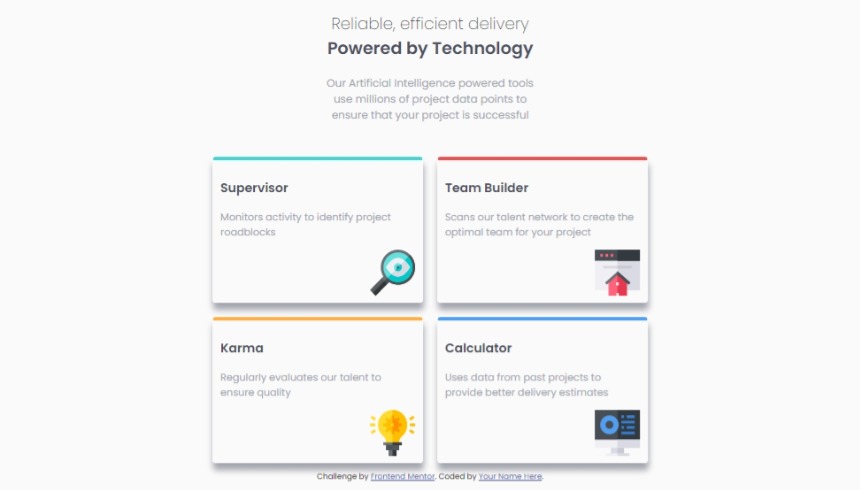 Reliable, efficient delivery
Powered by Technology
Our Artificial Intelligence powered tools
use millions of project data points to
ensure that your project is successful
Supervisor
Monitors activity to identify project
roadblocks
Team Builder
Scans our talent network to create the
optimal team for your project
Karma
Regularly evaluates our talent to
ensure quality
Calculator
Uses data from past projects to
provide better delivery estimates
Challenge by Frontend Mentor. Coded by Your Name Here.